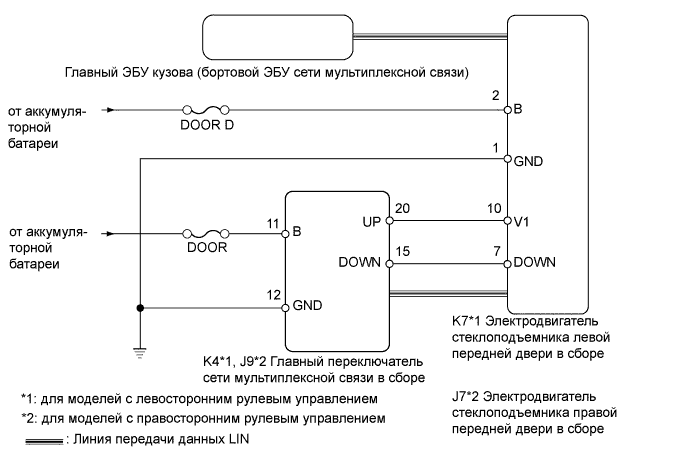 Главный ЭБУ кузова (бортовой ЭБУ сети мультиплексной связи)
от аккумуля-
торной
батареи
DOOR D
2
B
1
GND
от аккумуля-
торной
батареи
DOOR
11
B
UP
20
10
V1
DOWN
15
7
DOWN
12
GND
K7*1 Электродвигатель
стеклоподъемника левой
передней двери в сборе
K4*1, J9*2 Главный переключатель
сети мультиплексной связи в сборе
J7*2 Электродвигатель
стеклоподъемника правой
передней двери в сборе
*1: для моделей с левосторонним рулевым управлением
*2: для моделей с правосторонним рулевым управлением
: Линия передачи данных LIN